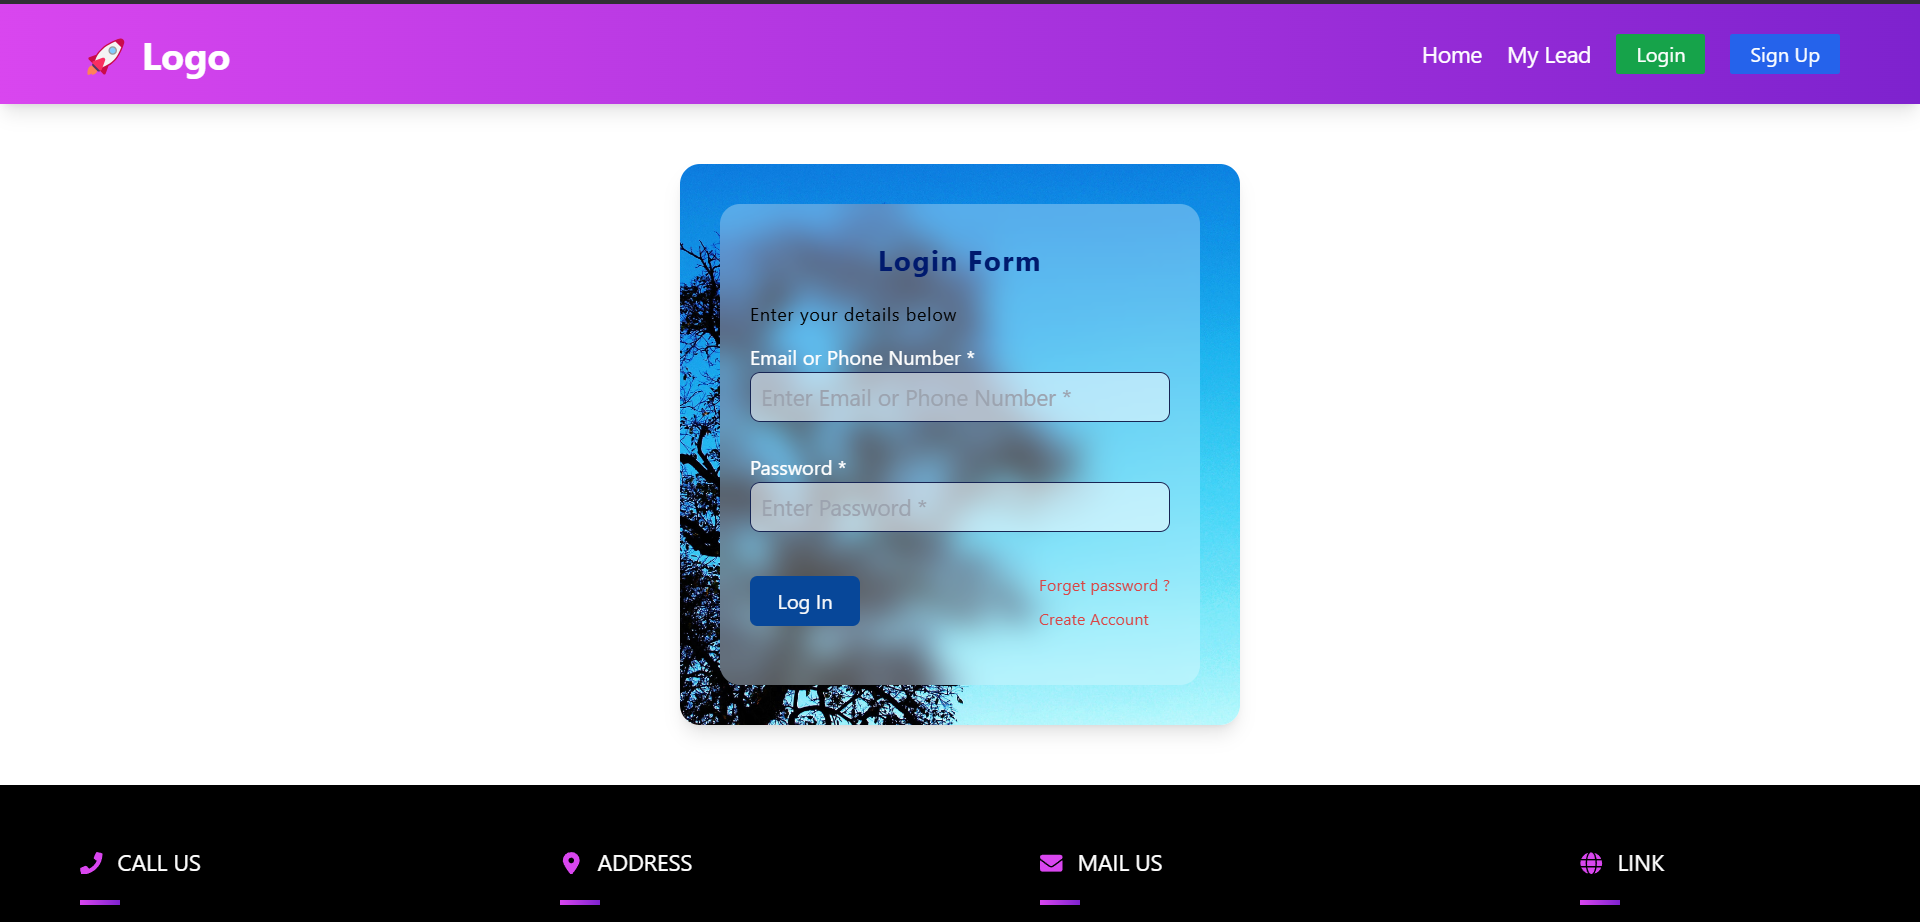 Logo
Home My Lead Login Sign Up
Login Form
Enter your details below
Email or Phone Number *
Enter Email or Phone Number *
Password *
Enter Password *
Log In
Forget password ?
Create Account
CALL US ADDRESS MAIL US LINK